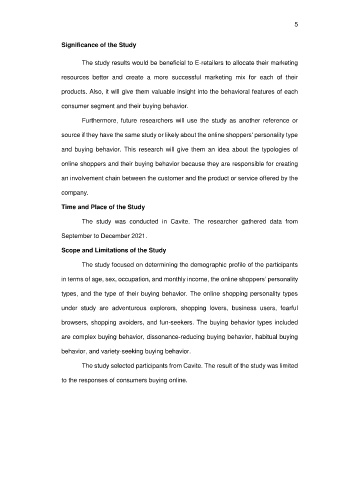 5
Significance of the Study
The study results would be beneficial to E-retailers to allocate their marketing
resources better and create a more successful marketing mix for each of their
products. Also, it will give them valuable insight into the behavioral features of each
consumer segment and their buying behavior.
Furthermore, future researchers will use the study as another reference or
source if they have the same study or likely about the online shoppers' personality type
and buying behavior. This research will give them an idea about the typologies of
online shoppers and their buying behavior because they are responsible for creating
an involvement chain between the customer and the product or service offered by the
company.
Time and Place of the Study
The study was conducted in Cavite. The researcher gathered data from
September to December 2021.
Scope and Limitations of the Study
The study focused on determining the demographic profile of the participants
in terms of age, sex, occupation, and monthly income, the online shoppers' personality
types, and the type of their buying behavior. The online shopping personality types
under study are adventurous explorers, shopping lovers, business users, fearful
browsers, shopping avoiders, and fun-seekers. The buying behavior types included
are complex buying behavior, dissonance-reducing buying behavior, habitual buying
behavior, and variety-seeking buying behavior.
The study selected participants from Cavite. The result of the study was limited
to the responses of consumers buying online.